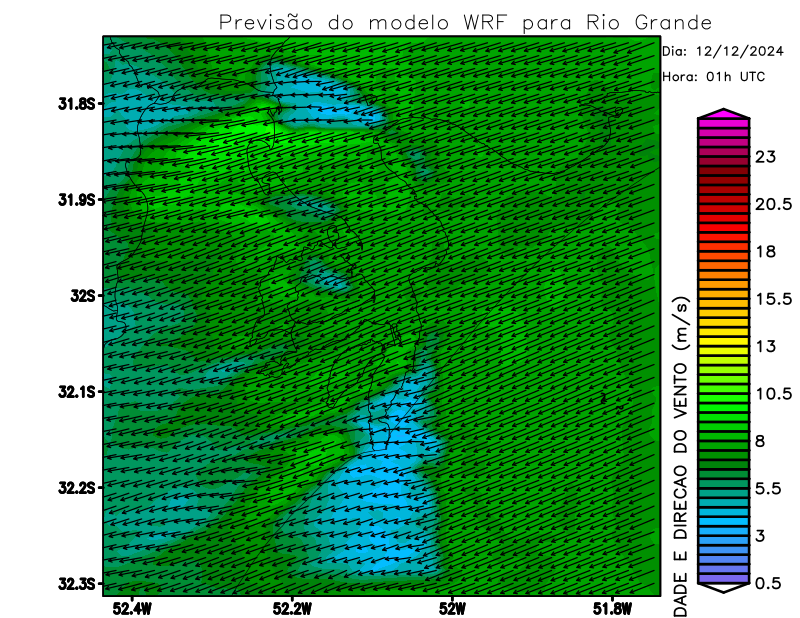 Previsão do modelo WRF para Rio Grande
Dia: 12/12/2024
Hora: 01h UTC
31.8S
31.9S
32S
32.1S
32.2S
32.3S
52.4W
52.2W
52W
51.8W
DADE E DIRECAO DO VENTO (m/s)
23
20.5
18
15.5
13
10.5
8
5.5
3
0.5